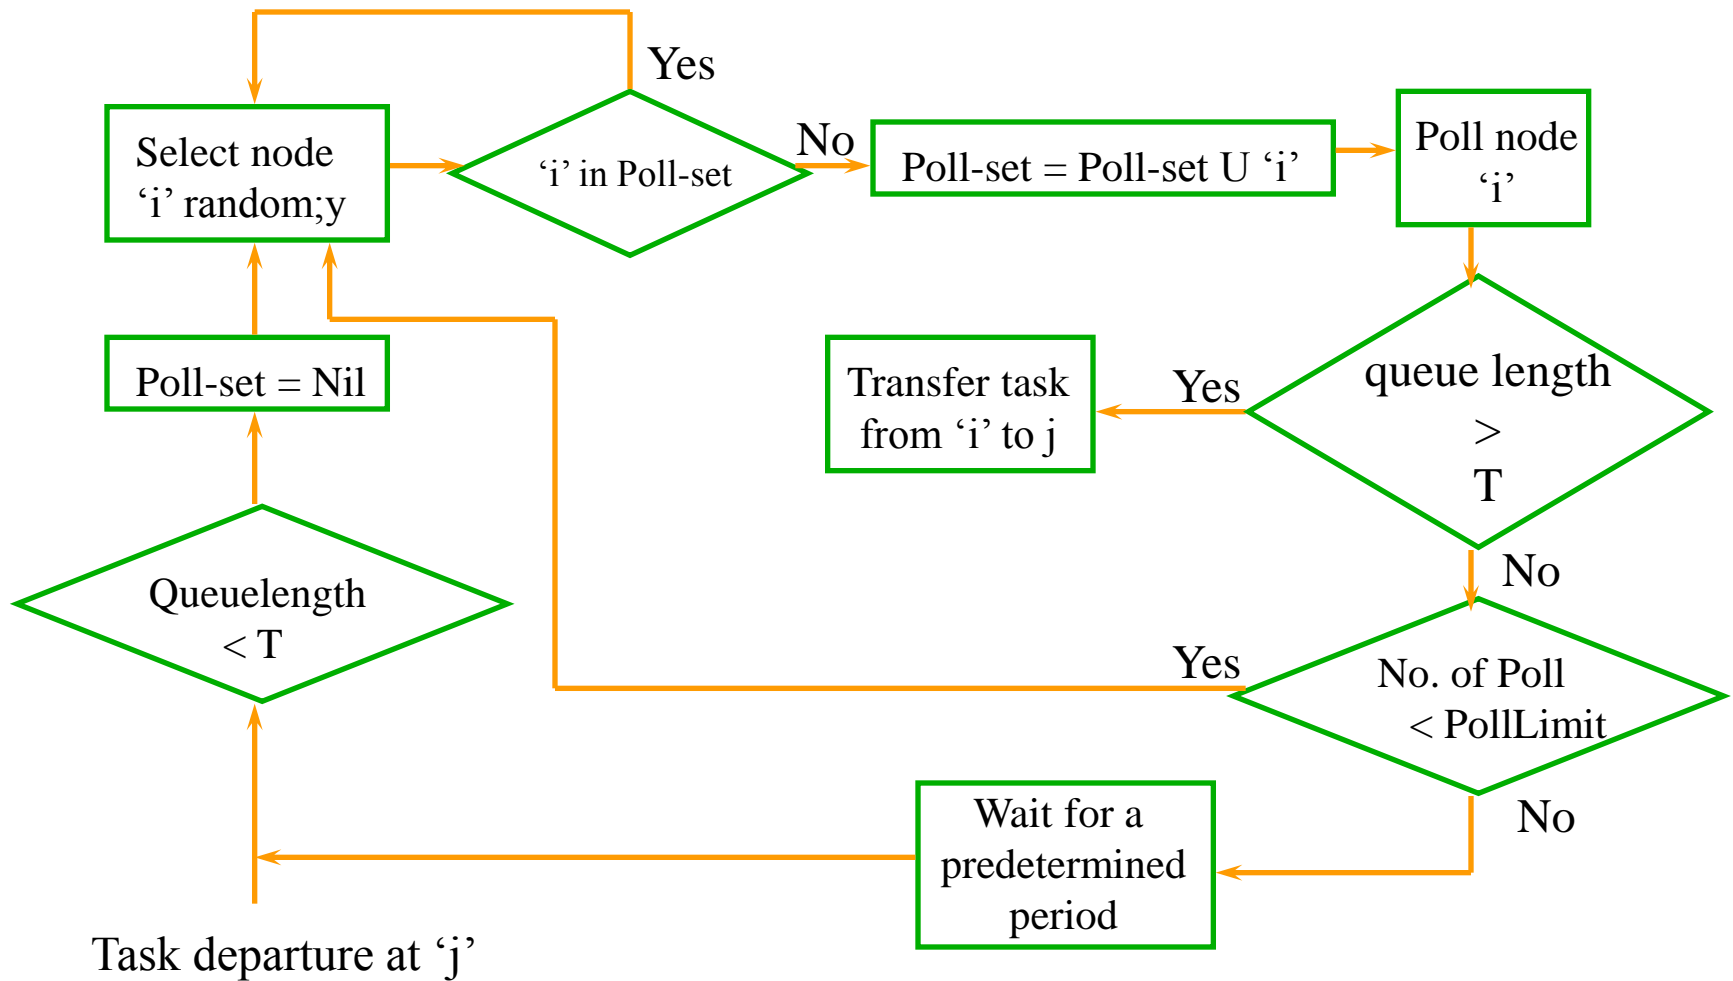 Yes
Select node
‘i’ random;y
‘i’ in Poll-set
No
Poll-set = Poll-set U ‘i’
Poll node
‘i’
Poll-set = Nil
Transfer task
from ‘i’ to j
Yes
queue length
>
T
No
Queuelength
< T
Yes
No. of Poll
< PollLimit
No
Wait for a
predetermined
period
Task departure at ‘j’